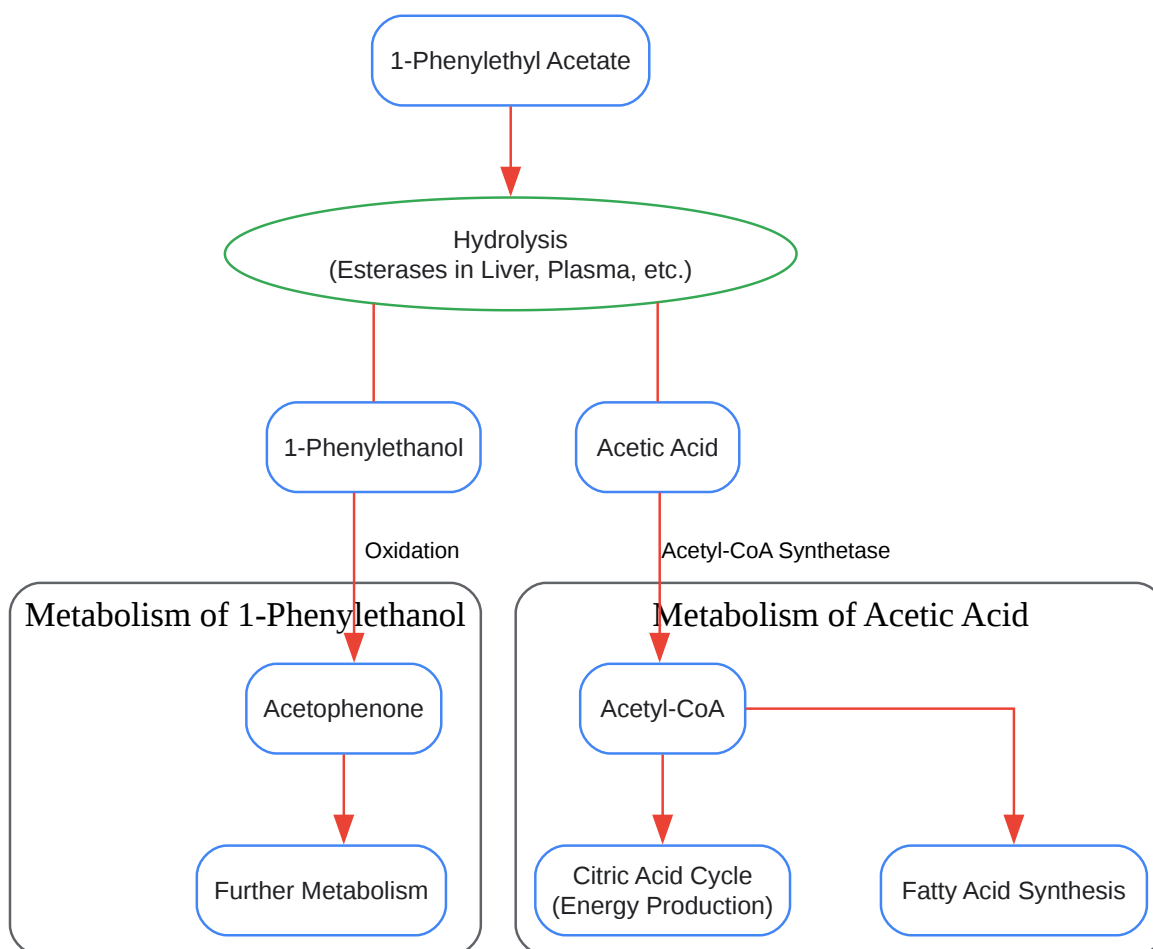 1-Phenylethyl Acetate
Hydrolysis
(Esterases in Liver, Plasma, etc.)
1-Phenylethanol
Acetic Acid
Oxidation
Acetyl-CoA Synthetase
Metabolism of 1-Phenylethanol
Metabolism of Acetic Acid
Acetophenone
Acetyl-CoA
Further Metabolism
Citric Acid Cycle
(Energy Production)
Fatty Acid Synthesis